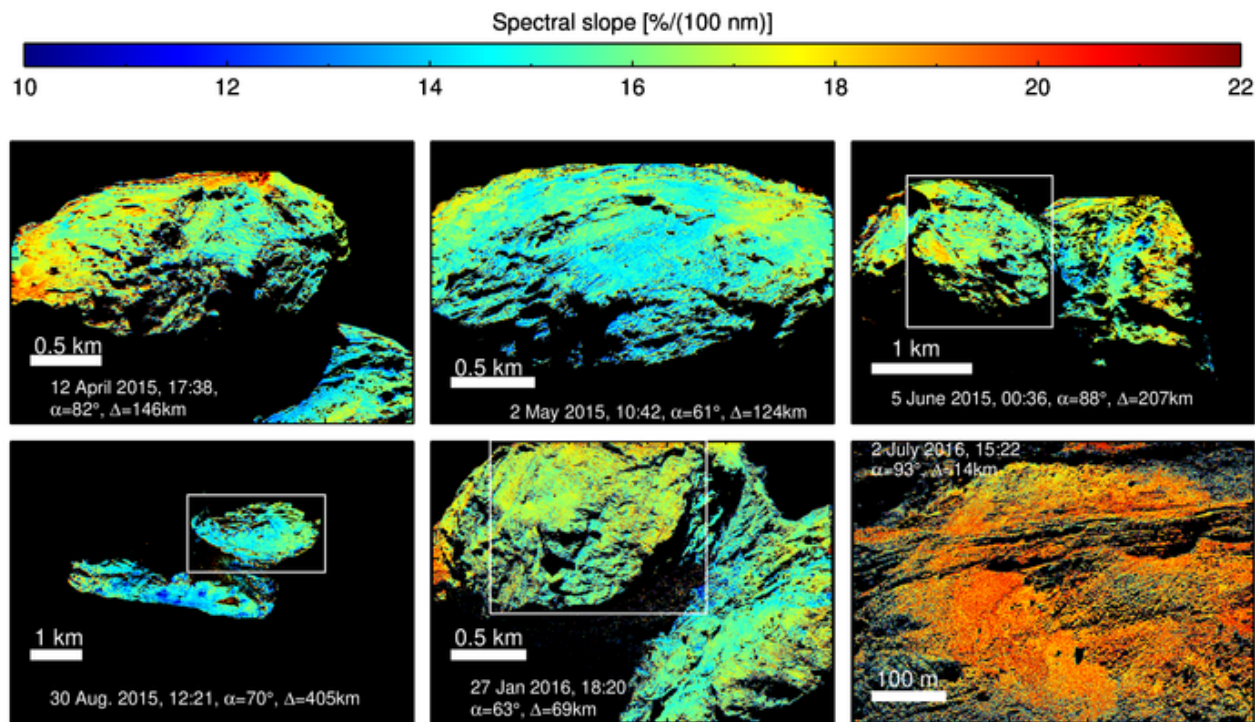 Spectral slope [%/(100 nm)]
10 12 14 16 18 20 22
0.5 km
12 April 2015, 17:38,
α=82°, Δ=146km
0.5 km
2 May 2015, 10:42, α=61°, Δ=124km
1 km
5 June 2015, 00:36, α=88°, Δ=207km
1 km
30 Aug. 2015, 12:21, α=70°, Δ=405km
0.5 km
27 Jan 2016, 18:20
α=63°, Δ=69km
2 July 2016, 15:22
α=93°, Δ=14km
100 m